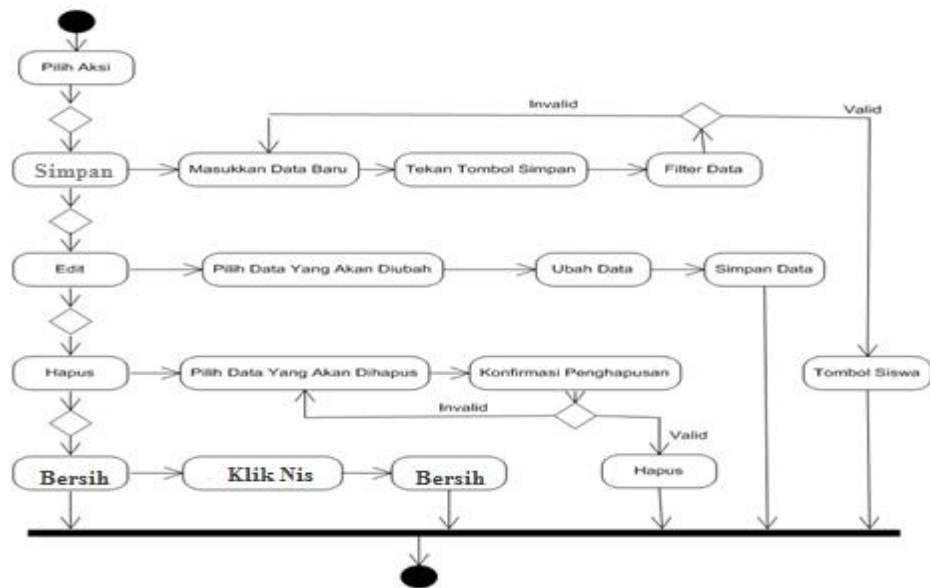 Pilih Aksi
Invalid
Valid
Simpan
Masukkan Data Baru
Tekan Tombol Simpan
Filter Data
Edit
Pilih Data Yang Akan Diubah
Ubah Data
Simpan Data
Hapus
Pilih Data Yang Akan Dihapus
Konfirmasi Penghapusan
Tombol Siswa
Invalid
Valid
Bersih
Klik Nis
Bersih
Hapus